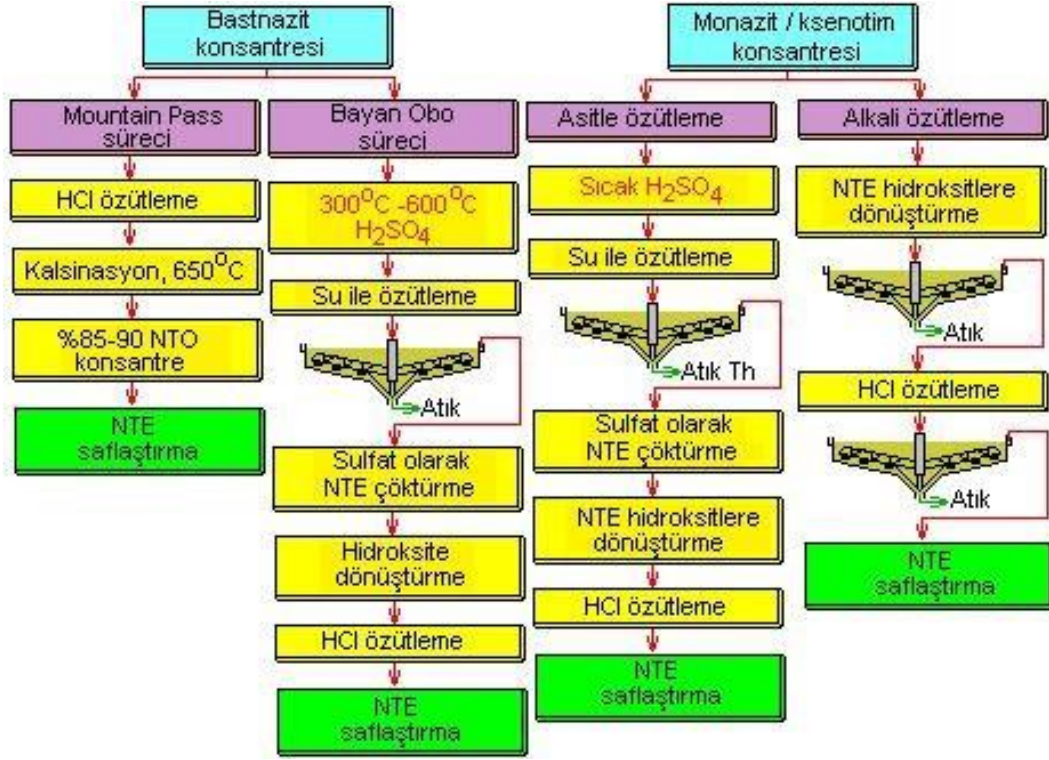 Bastnazit
konsantresi
Monazit / ksenotim
konsantresi
Mountain Pass
süreci
HCl özütleme
Kalsinasyon, 650°C
%85-90 NTO
konsantre
NTE
saflaştırma
Bayan Obo
süreci
300°C -600°C
H₂SO₄
Su ile özütleme
Atık
Sulfat olarak
NTE çöktürme
Hidroksite
dönüştürme
HCl özütleme
NTE
saflaştırma
Asitle özütleme
Sıcak H₂SO₄
Su ile özütleme
Atık Th
Sulfat olarak
NTE çöktürme
NTE hidroksitlere
dönüştürme
HCl özütleme
NTE
saflaştırma
Alkali özütleme
NTE hidroksitlere
dönüştürme
Atık
HCl özütleme
Atık
NTE
saflaştırma